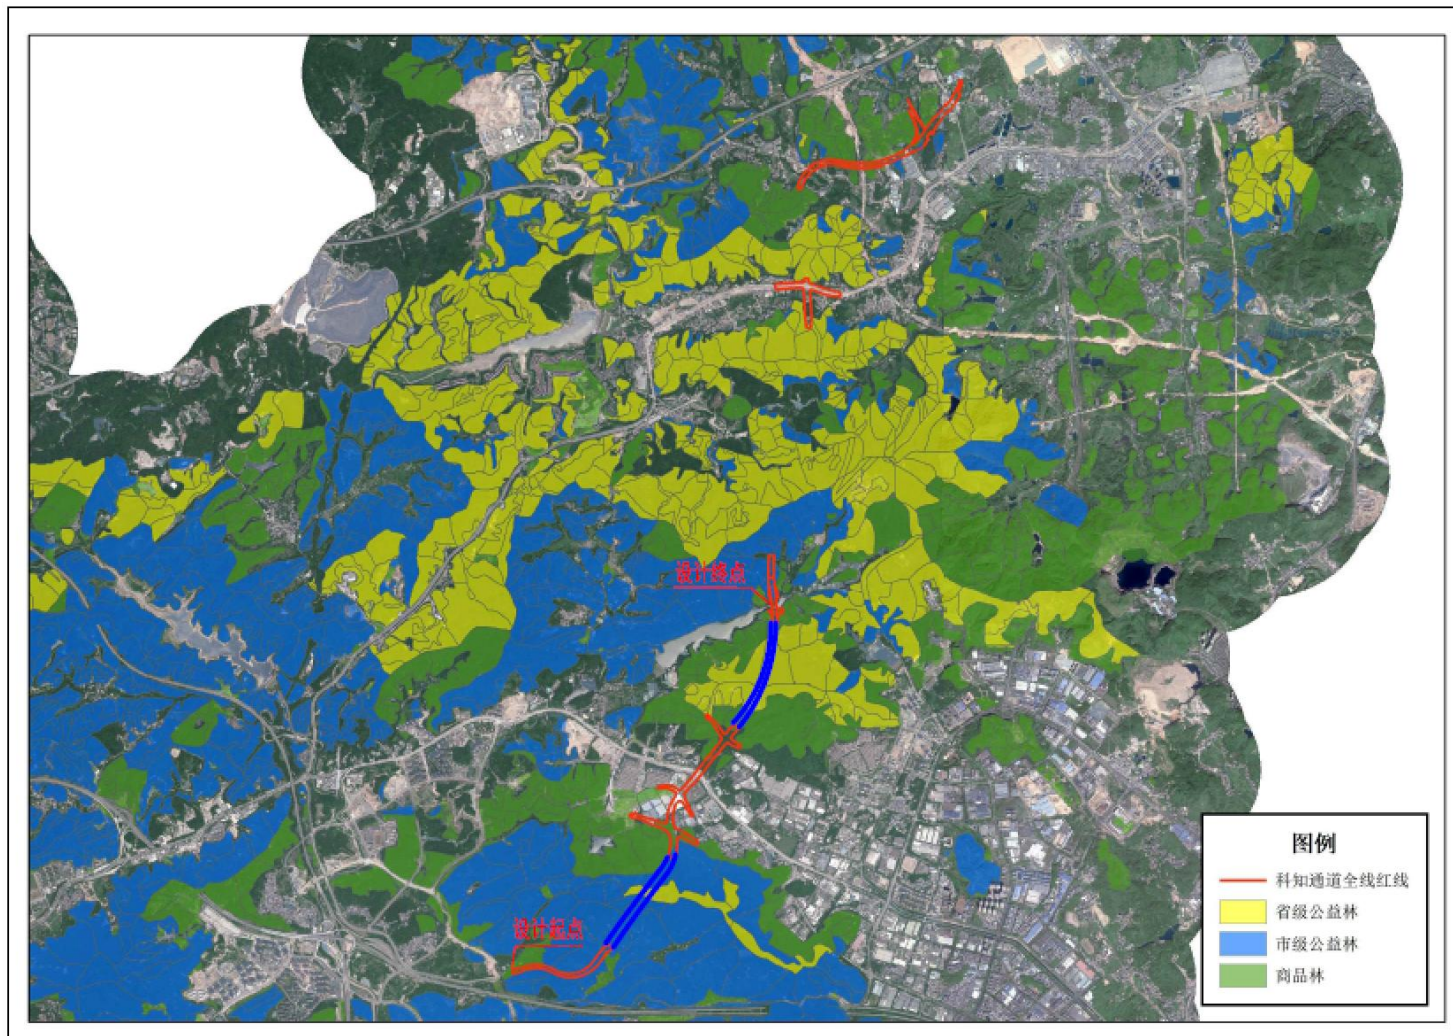 设计终点
设计起点
图例
科知通道全线红线
省级公益林
市级公益林
商品林